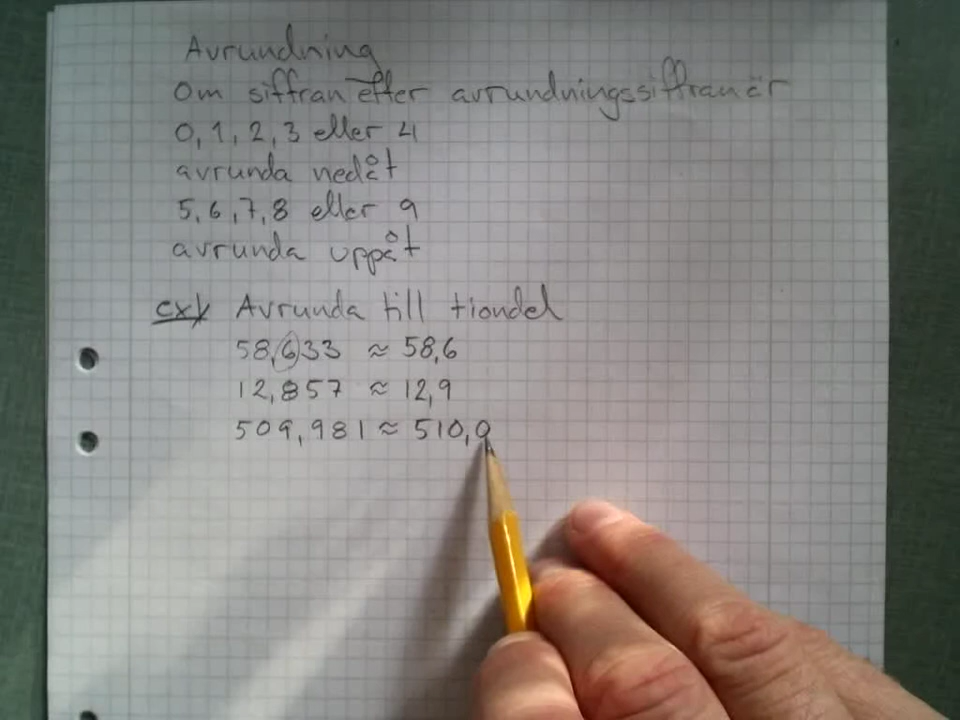 Avrundning
Om siffran efter avrundningssiffran är
0, 1, 2, 3 eller 4
avrunda nedåt
5, 6, 7, 8 eller 9
avrunda uppåt
ex) Avrunda till tiondel
58,633 ≈ 58,6
12,857 ≈ 12,9
509,981 ≈ 510,0